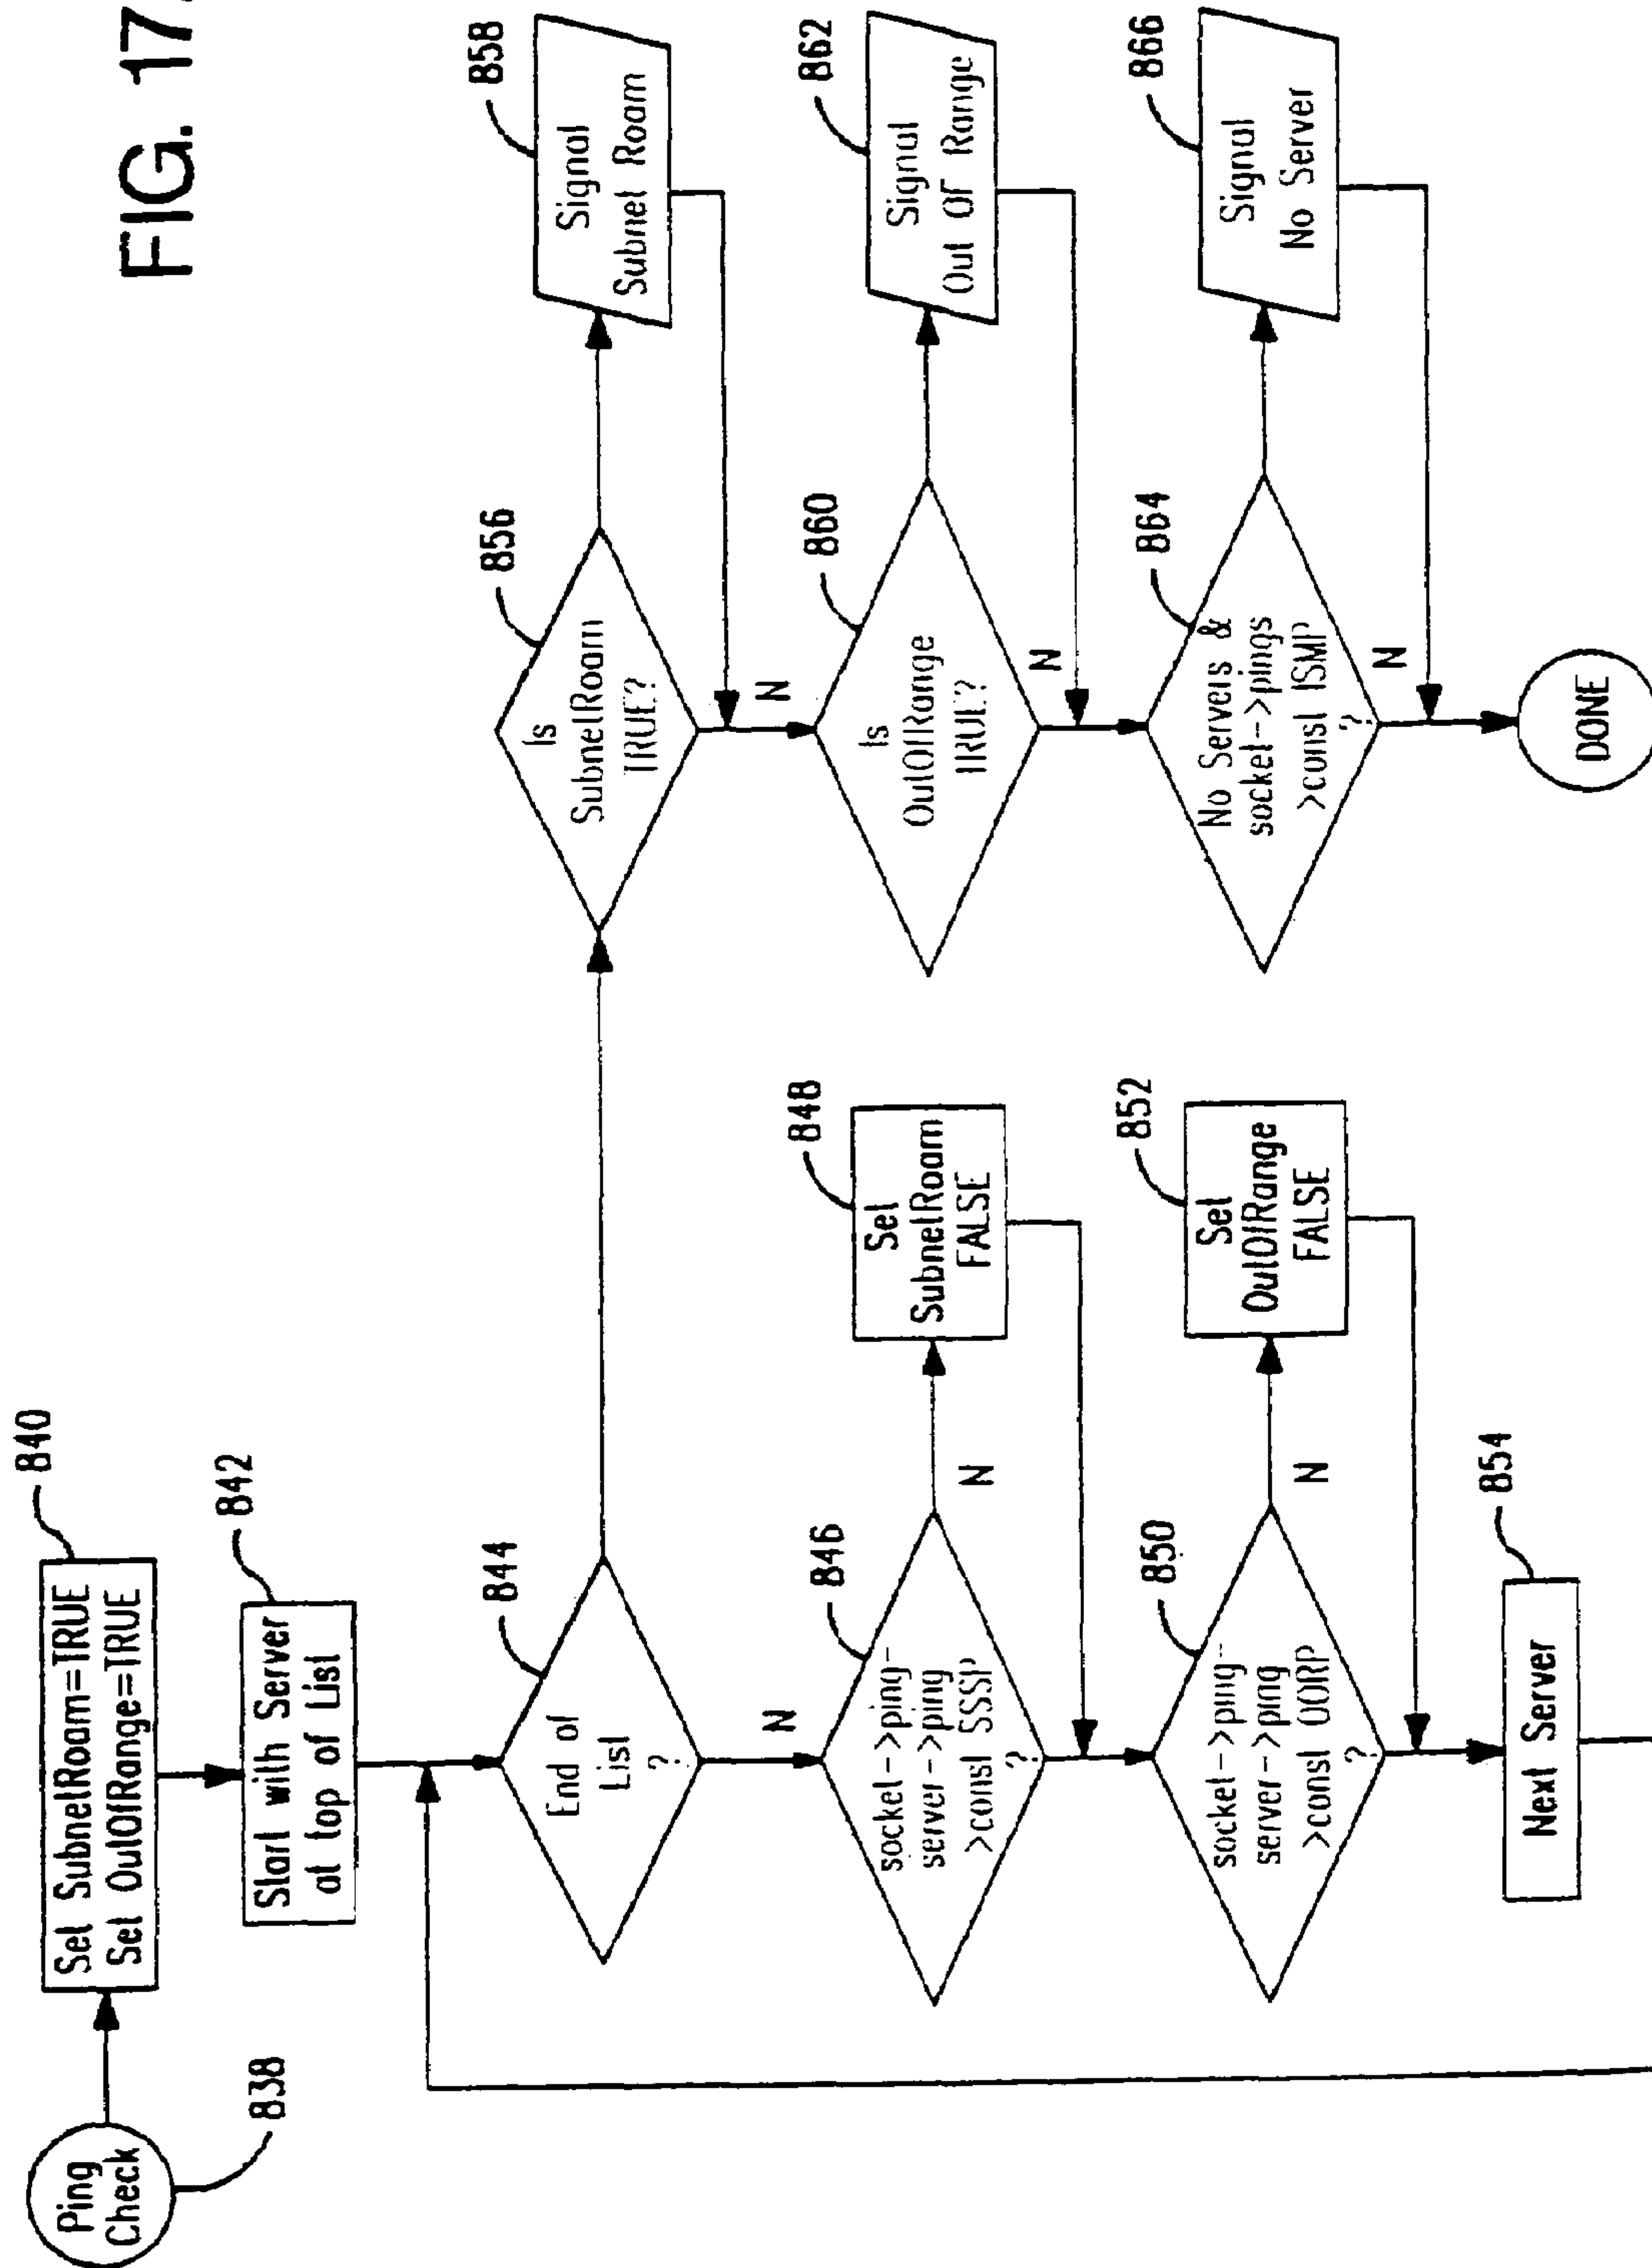 FIG. 17
Ping
Check
838
Set SubnetRoam=TRUE
Set OutOfRange=TRUE
840
Start with Server
at top of List
842
End of
List
?
844
N
socket->ping-
server->ping
>const SSSP
?
846
N
Set
SubnetRoam
FALSE
848
socket->ping-
server->ping
>const OORP
?
850
N
Set
OutOfRange
FALSE
852
Next Server
854
Is
SubnetRoam
TRUE?
856
N
Signal
Subnet Roam
858
Is
OutOfRange
TRUE?
860
N
Signal
Out Of Range
862
No Servers &
socket->pings
>const ISMP
?
864
N
Signal
No Server
866
DONE